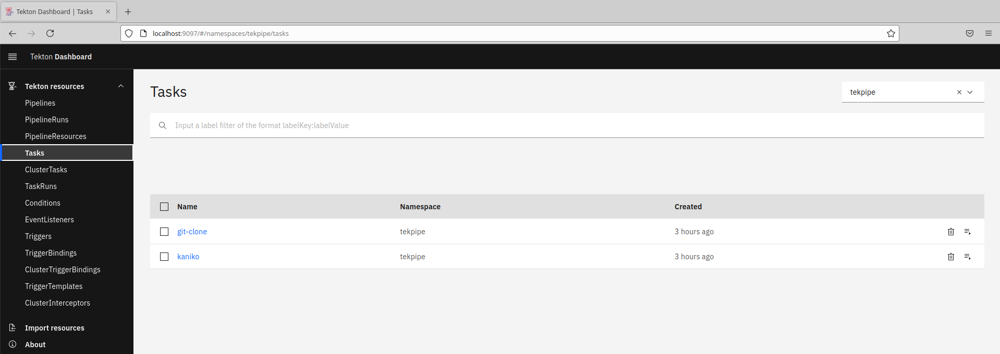 Tekton Dashboard | Tasks
localhost:9097/#/namespaces/tekpipe/tasks
Tekton Dashboard
Tekton resources
Pipelines
PipelineRuns
PipelineResources
Tasks
ClusterTasks
TaskRuns
Conditions
EventListeners
Triggers
TriggerBindings
ClusterTriggerBindings
TriggerTemplates
ClusterInterceptors
Import resources
About
Tasks
tekpipe
Input a label filter of the format labelKey:labelValue
Name Namespace Created
git-clone tekpipe 3 hours ago
kaniko tekpipe 3 hours ago